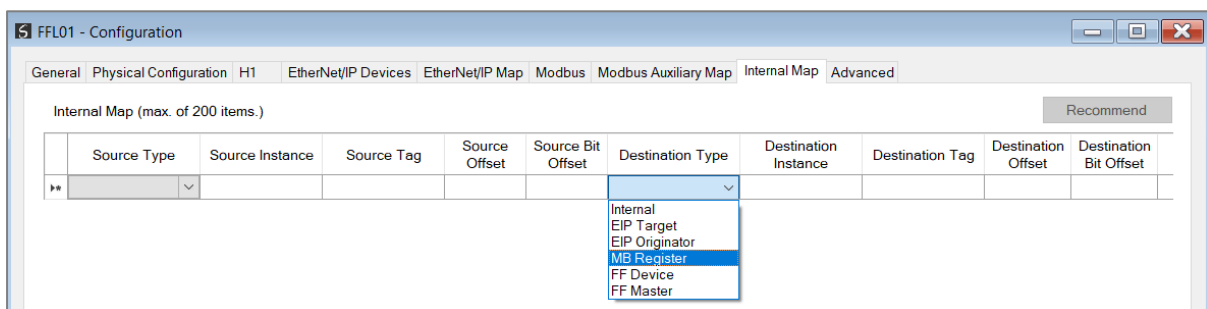 FFL01 - Configuration
General Physical Configuration H1 EtherNet/IP Devices EtherNet/IP Map Modbus Modbus Auxiliary Map Internal Map Advanced
Internal Map (max. of 200 items.) Recommend
Source Type Source Instance Source Tag Source Offset Source Bit Offset Destination Type Destination Instance Destination Tag Destination Offset Destination Bit Offset
Internal
EIP Target
EIP Originator
MB Register
FF Device
FF Master